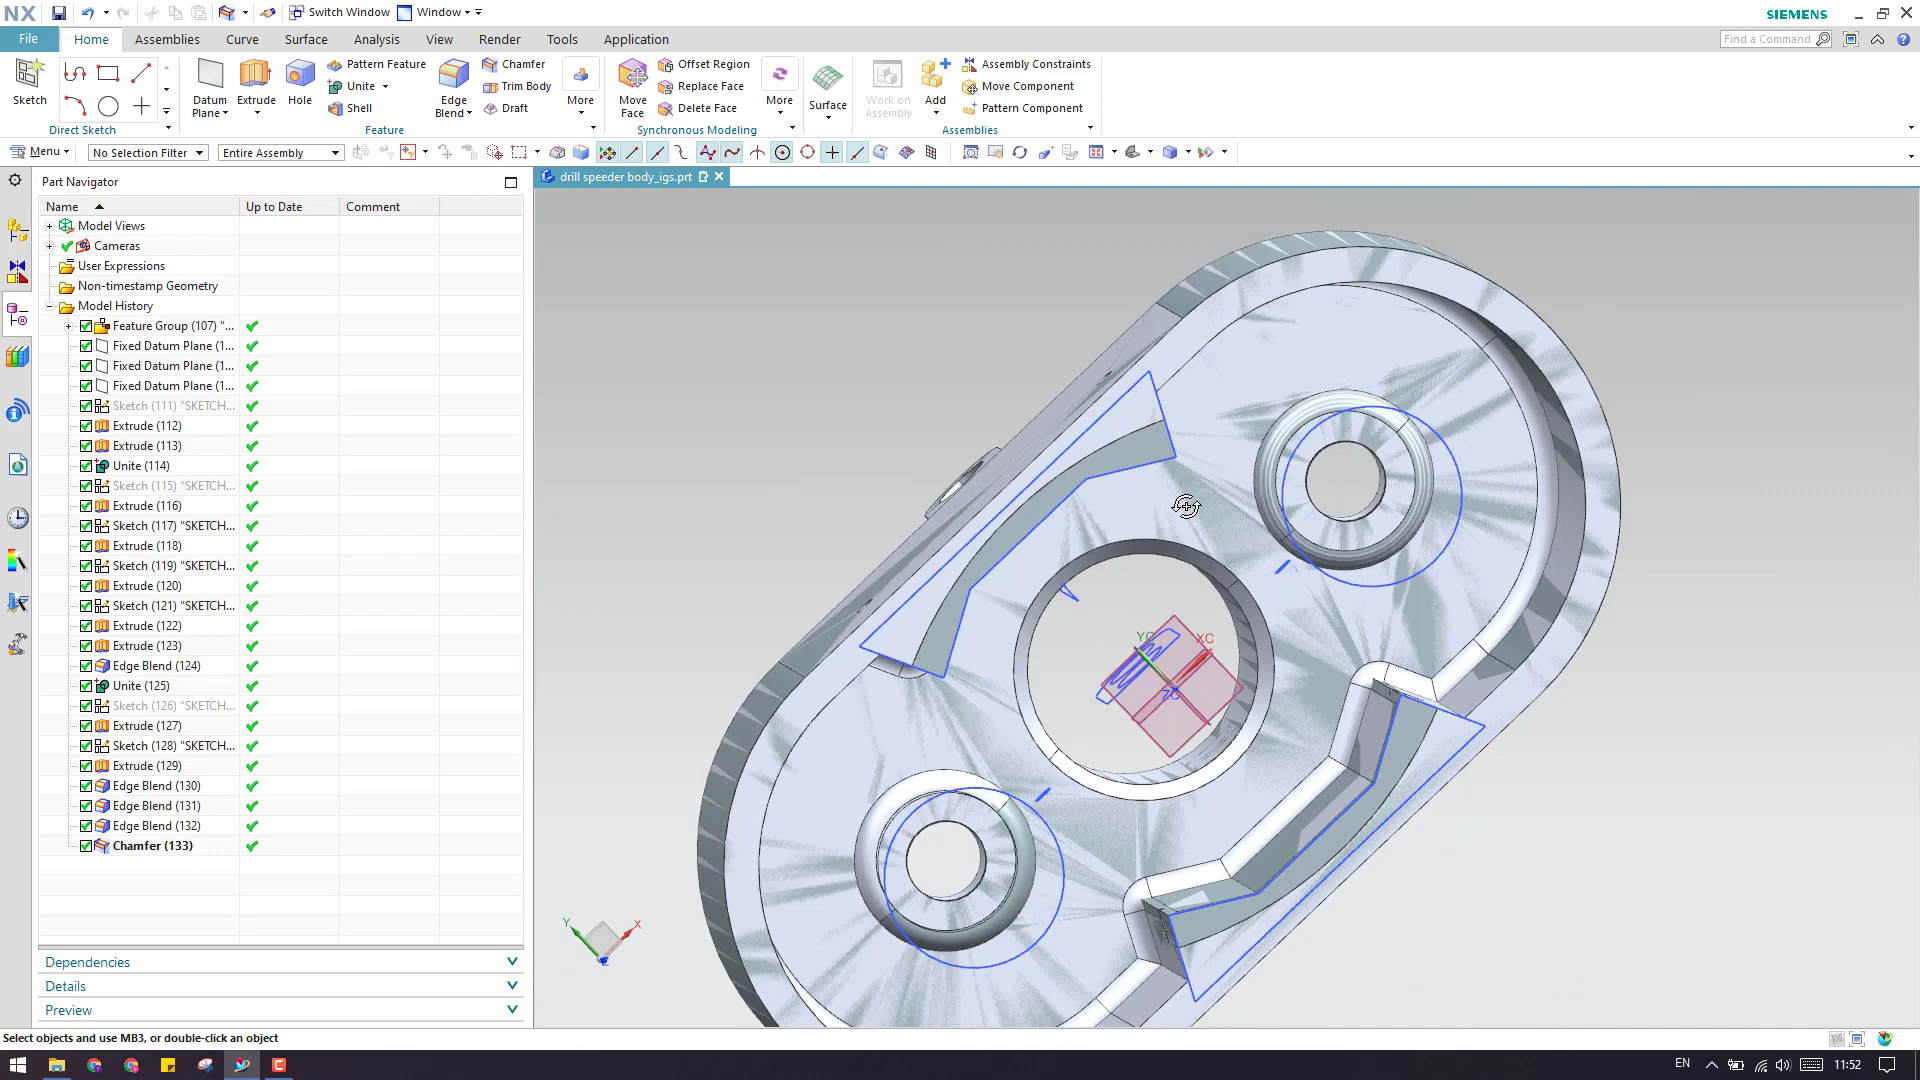 NX
Switch Window
Window
SIEMENS
File
Home
Assemblies
Curve
Surface
Analysis
View
Render
Tools
Application
Find a Command
Sketch
Direct Sketch
Datum Plane
Extrude
Hole
Pattern Feature
Unite
Shell
Edge Blend
Chamfer
Trim Body
Draft
More
Feature
Move Face
Offset Region
Replace Face
Delete Face
More
Synchronous Modeling
Surface
Work on Assembly
Add
Assembly Constraints
Move Component
Pattern Component
Assemblies
Menu
No Selection Filter
Entire Assembly
Part Navigator
drill speeder body_igs.prt
Name
Up to Date
Comment
Model Views
Cameras
User Expressions
Non-timestamp Geometry
Model History
Feature Group (107) "...
Fixed Datum Plane (1...
Fixed Datum Plane (1...
Fixed Datum Plane (1...
Sketch (111) "SKETCH...
Extrude (112)
Extrude (113)
Unite (114)
Sketch (115) "SKETCH...
Extrude (116)
Sketch (117) "SKETCH...
Extrude (118)
Sketch (119) "SKETCH...
Extrude (120)
Sketch (121) "SKETCH...
Extrude (122)
Extrude (123)
Edge Blend (124)
Unite (125)
Sketch (126) "SKETCH...
Extrude (127)
Sketch (128) "SKETCH...
Extrude (129)
Edge Blend (130)
Edge Blend (131)
Edge Blend (132)
Chamfer (133)
YC
XC
ZC
Y
X
Dependencies
Details
Preview
Select objects and use MB3, or double-click an object
EN
11:52